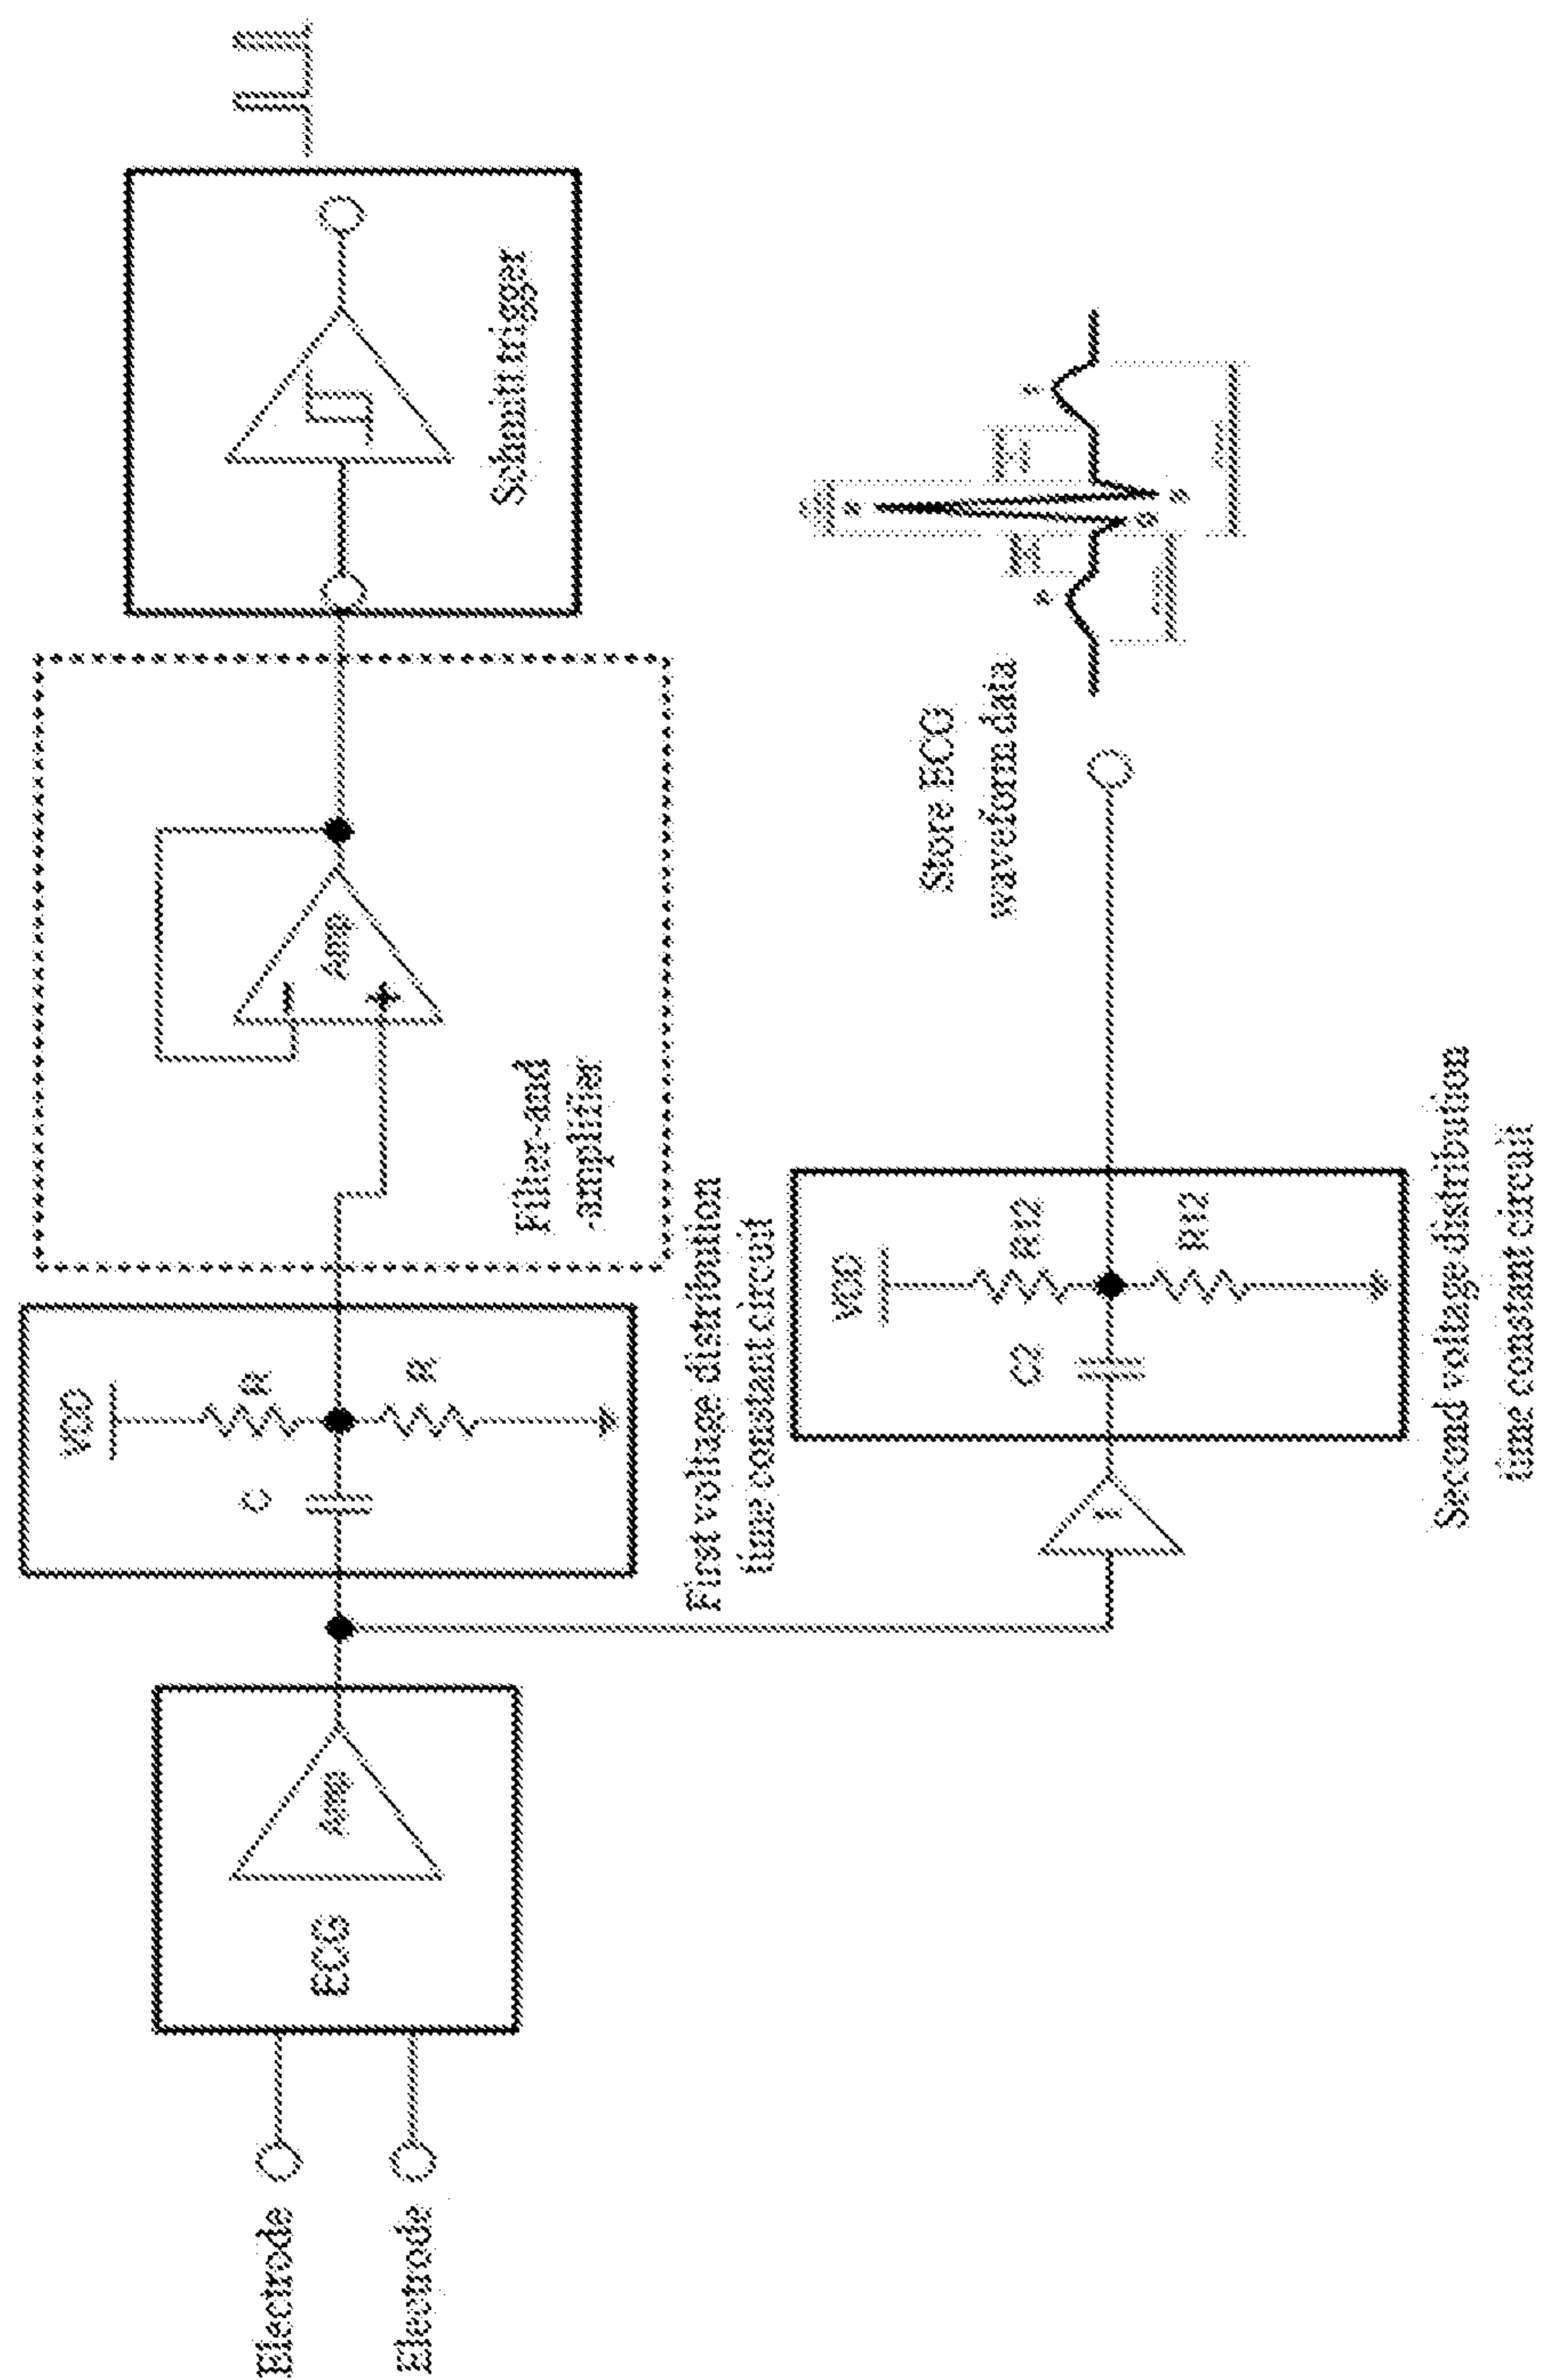 Electrode
Electrode
ECG
Amp
VDD
C
R
R
First voltage distribution
time constant circuit
Filter-and
-amplifier
Amp
Schmitt trigger
VDD
C2
R12
R12
Second voltage distribution
time constant circuit
Store ECG
waveform data